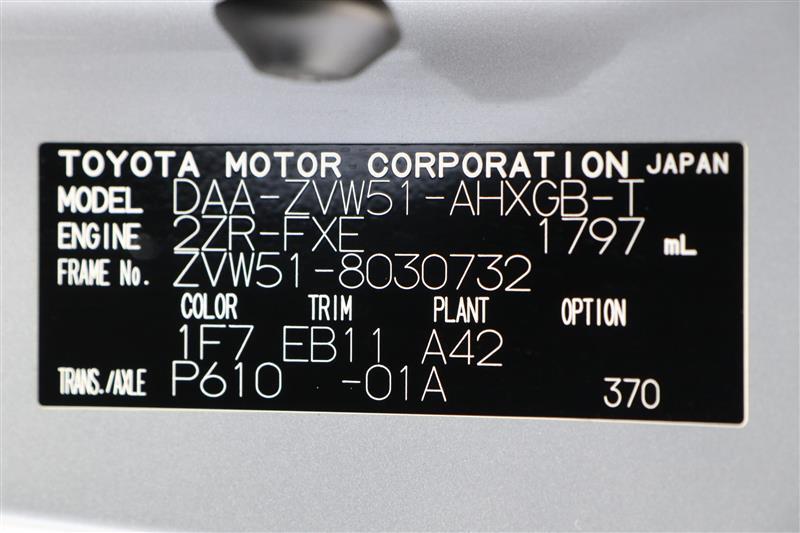 TOYOTA MOTOR CORPORATION JAPAN
MODEL DAA-ZVW51-AHXGB-T
ENGINE 2ZR-FXE 1797 mL
FRAME No. ZVW51-8030732
COLOR TRIM PLANT OPTION
1F7 EB11 A42
TRANS./AXLE P610 -01A 370